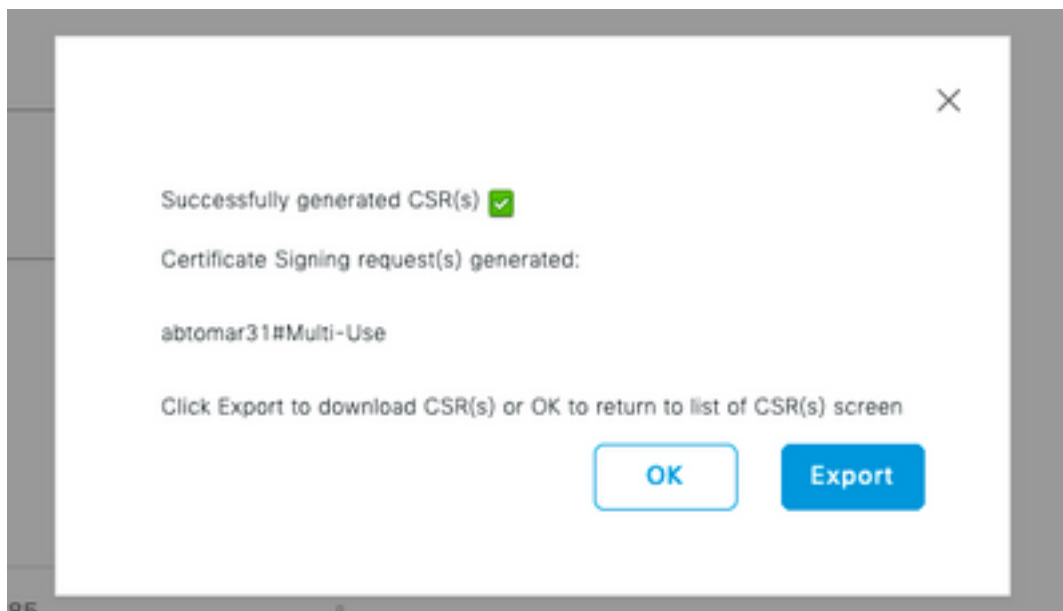 Successfully generated CSR(s)
Certificate Signing request(s) generated:
abtomar31#Multi-Use
Click Export to download CSR(s) or OK to return to list of CSR(s) screen
OK Export